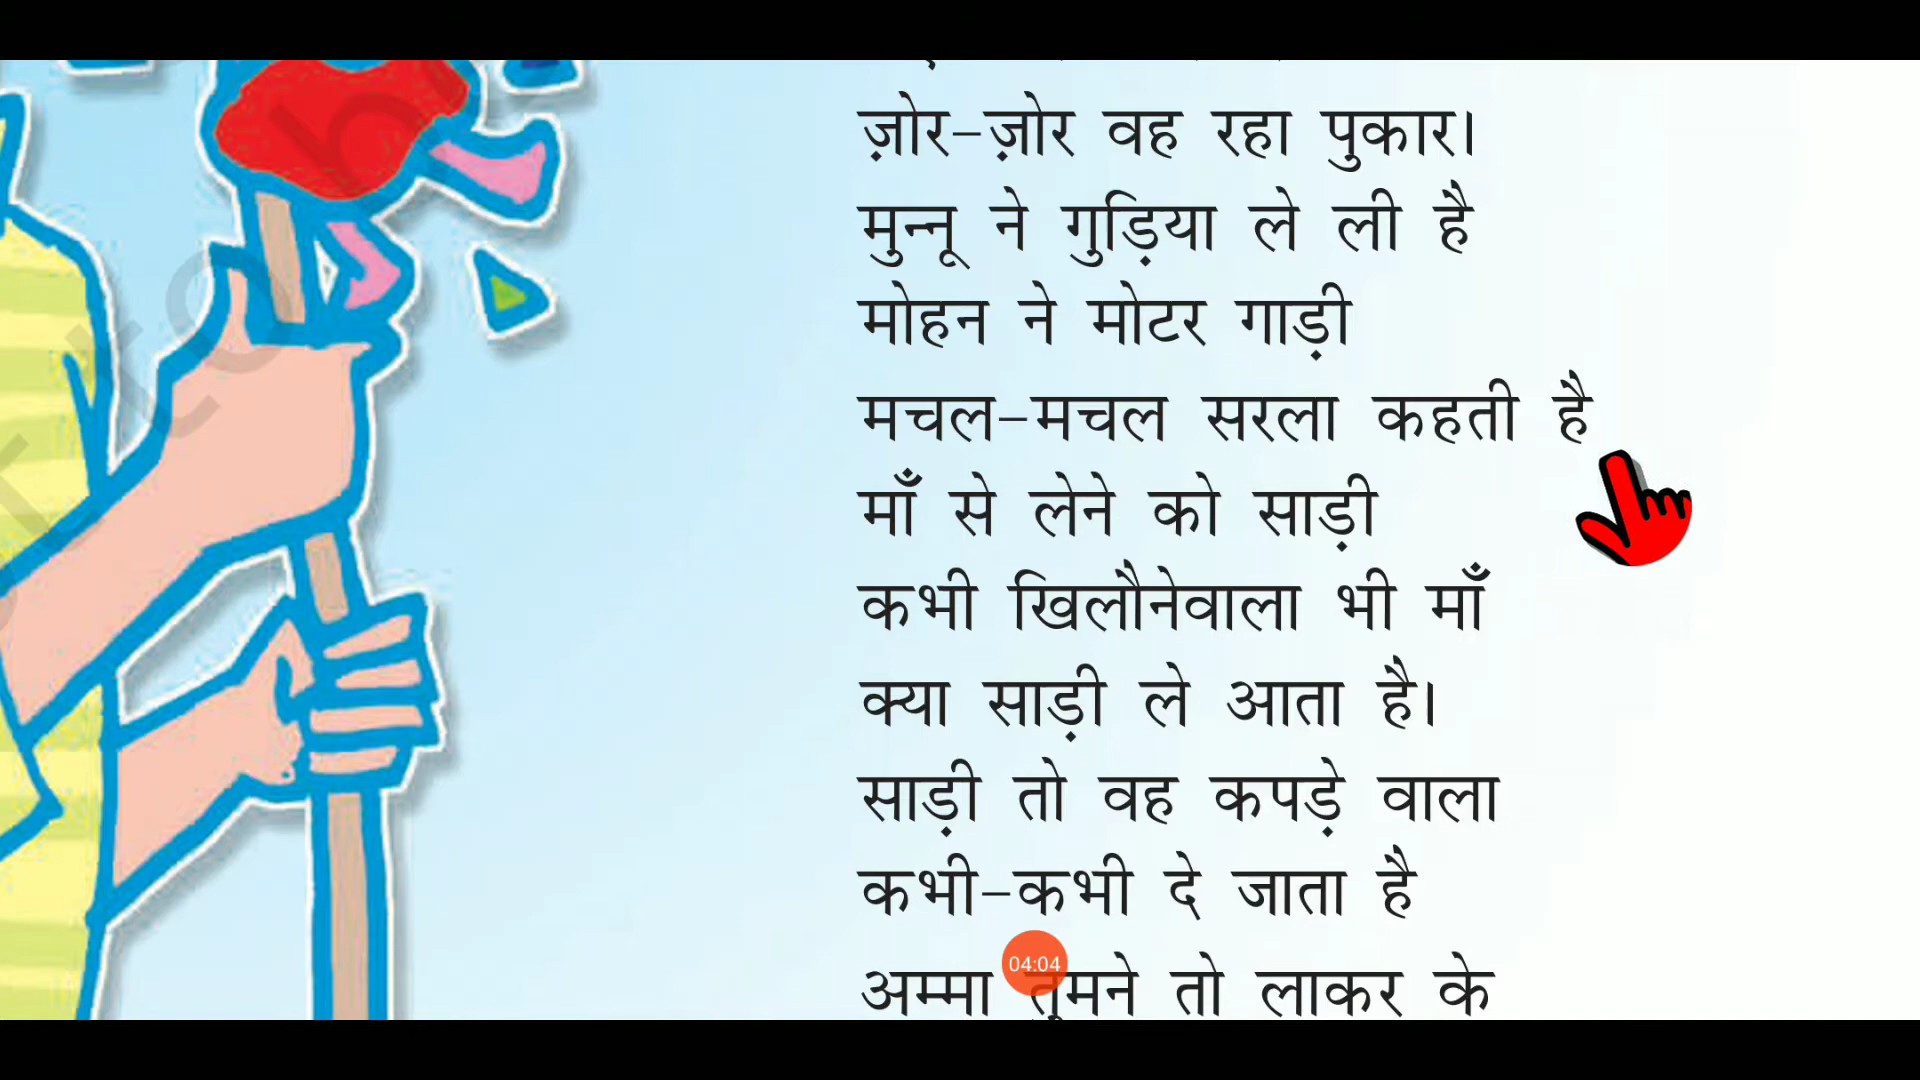 ज़ोर-ज़ोर वह रहा पुकार।
मुन्नू ने गुड़िया ले ली है
मोहन ने मोटर गाड़ी
मचल-मचल सरला कहती है
माँ से लेने को साड़ी
कभी खिलौनेवाला भी माँ
क्या साड़ी ले आता है।
साड़ी तो वह कपड़े वाला
कभी-कभी दे जाता है
अम्मा तुमने तो लाकर के
04:04